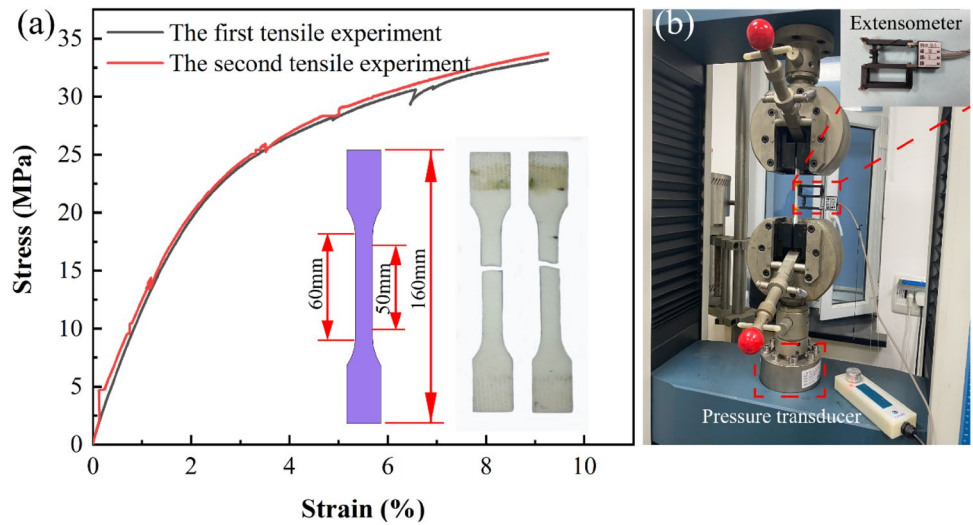 (a)
35
30
25
20
15
10
5
0
Stress (MPa)
The first tensile experiment
The second tensile experiment
60mm
50mm
160mm
0
2
4
6
8
10
Strain (%)
(b)
Extensometer
Pressure transducer